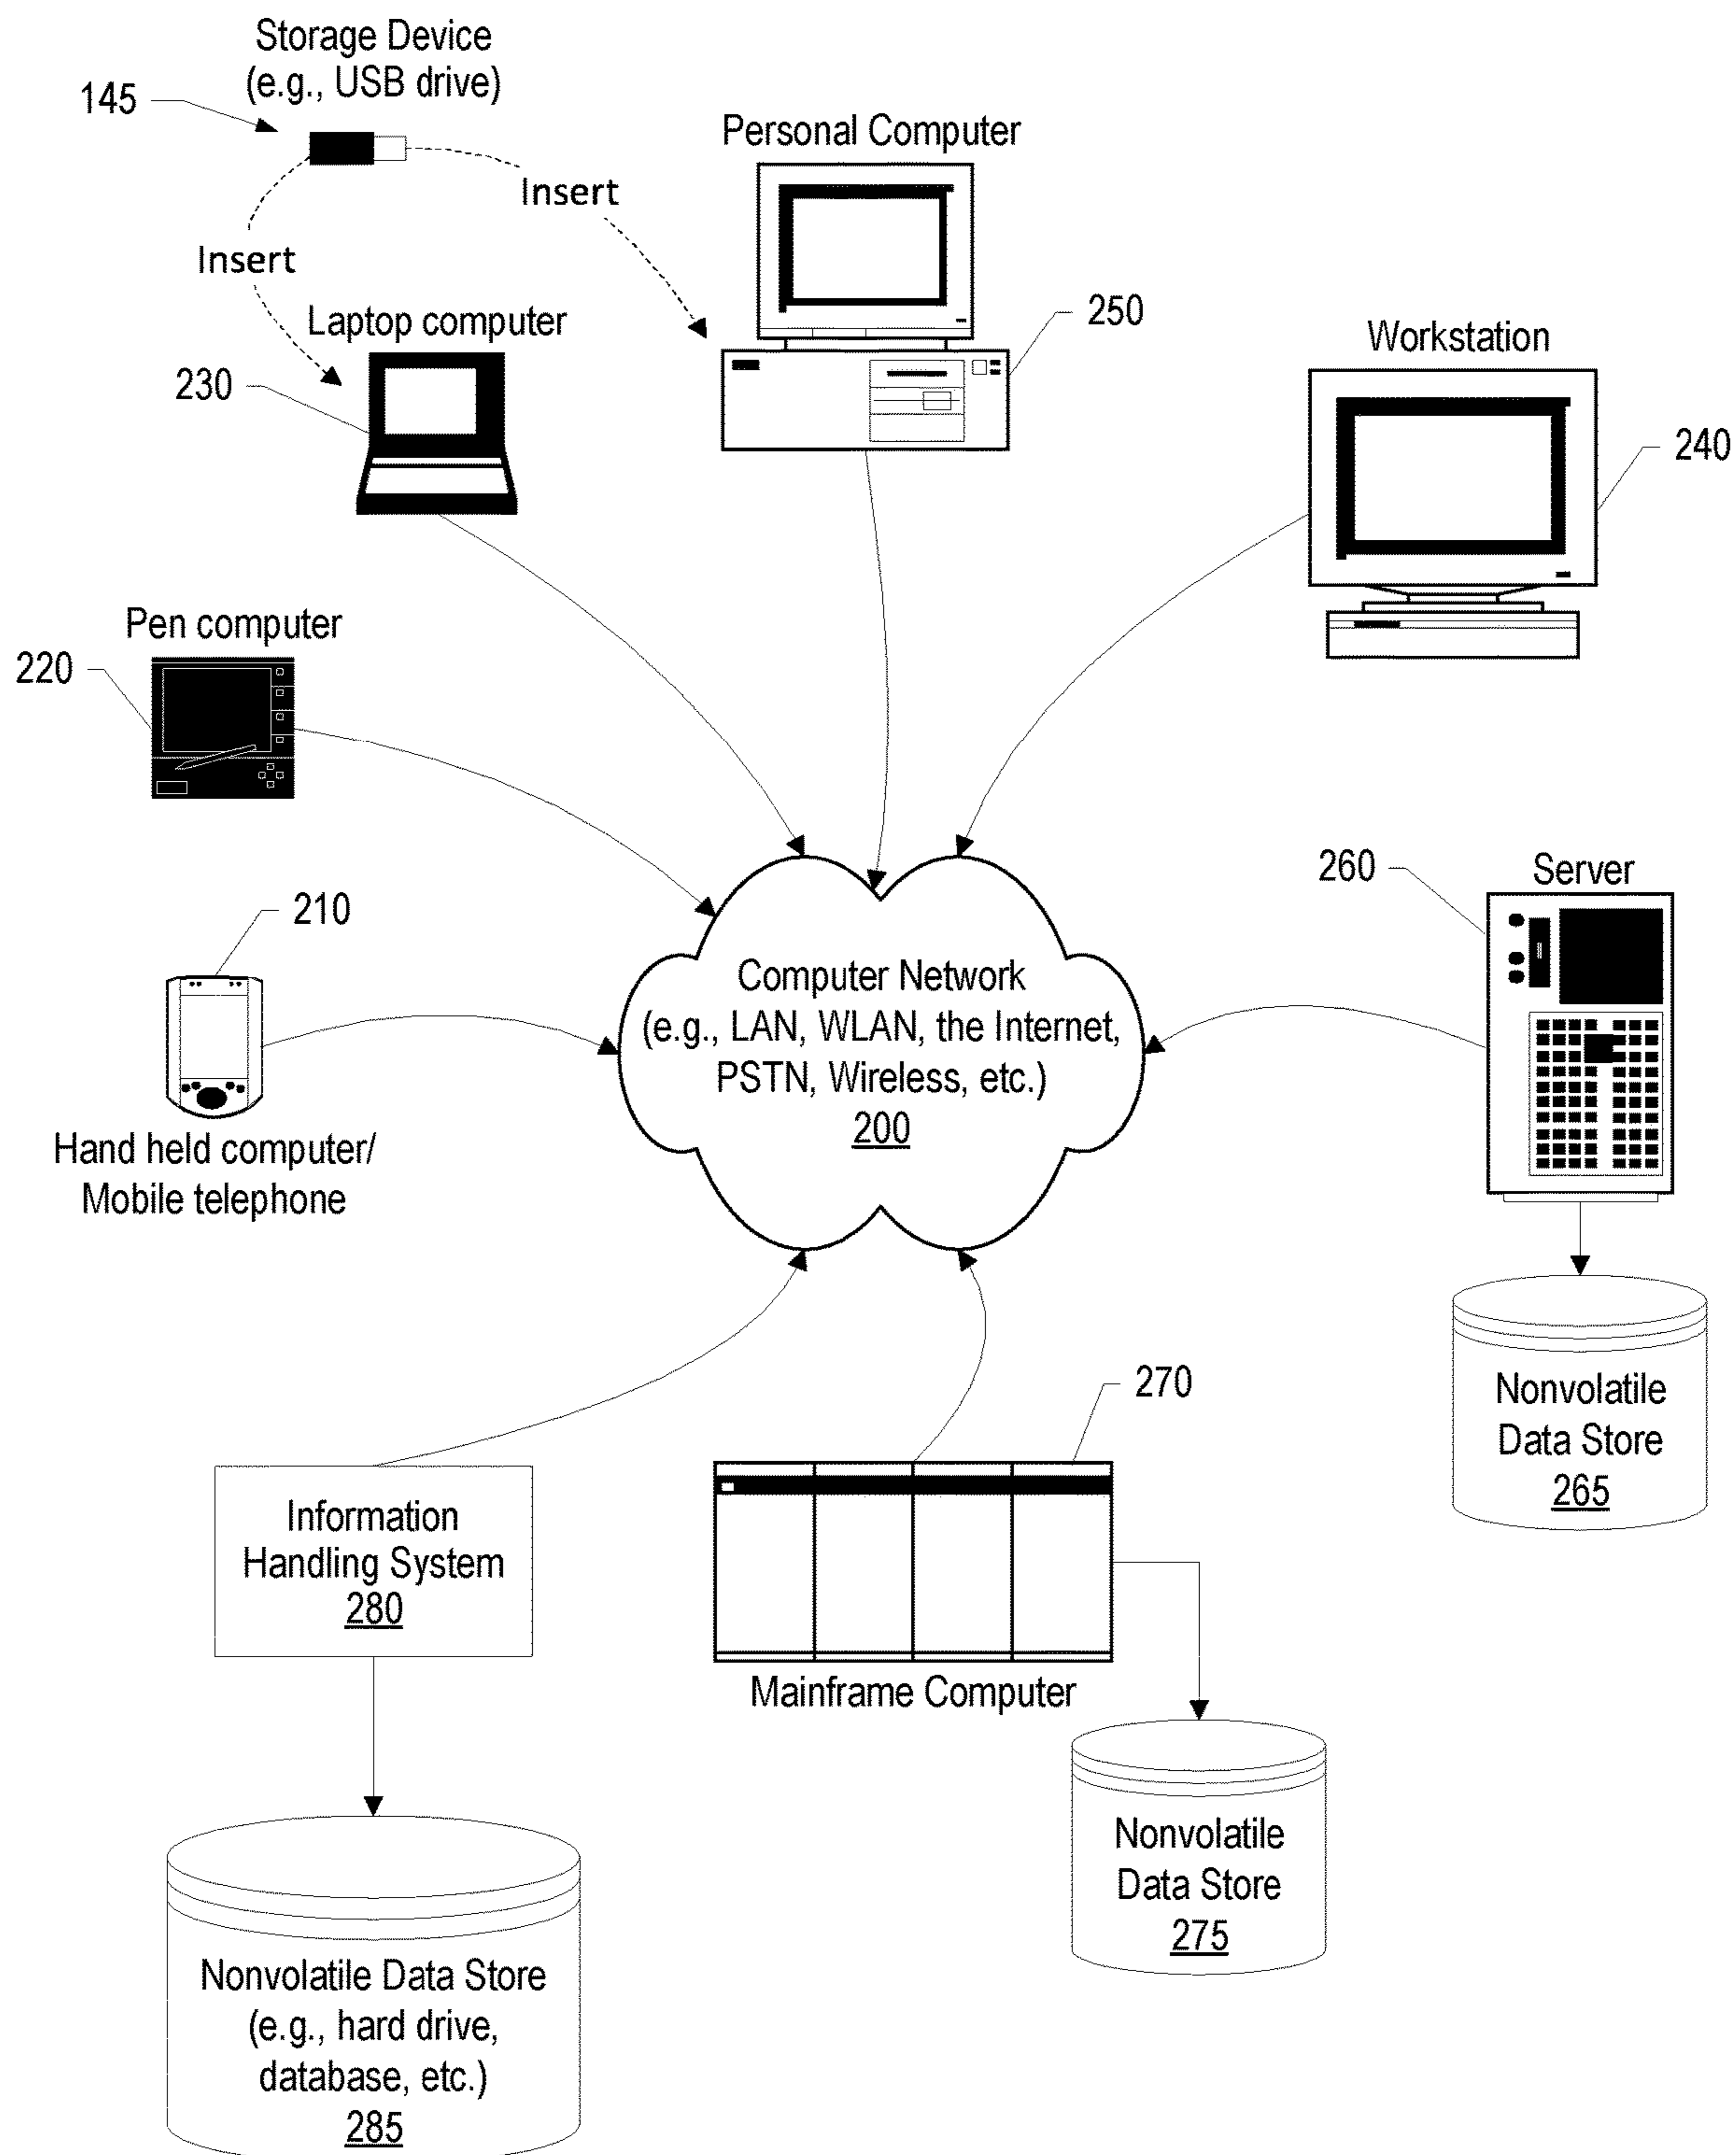 Storage Device
(e.g., USB drive)
145
Insert
Insert
Personal Computer
250
Laptop computer
230
Workstation
240
Pen computer
220
210
Hand held computer/
Mobile telephone
Computer Network
(e.g., LAN, WLAN, the Internet,
PSTN, Wireless, etc.)
200
260
Server
Nonvolatile
Data Store
265
270
Mainframe Computer
Nonvolatile
Data Store
275
Information
Handling System
280
Nonvolatile Data Store
(e.g., hard drive,
database, etc.)
285